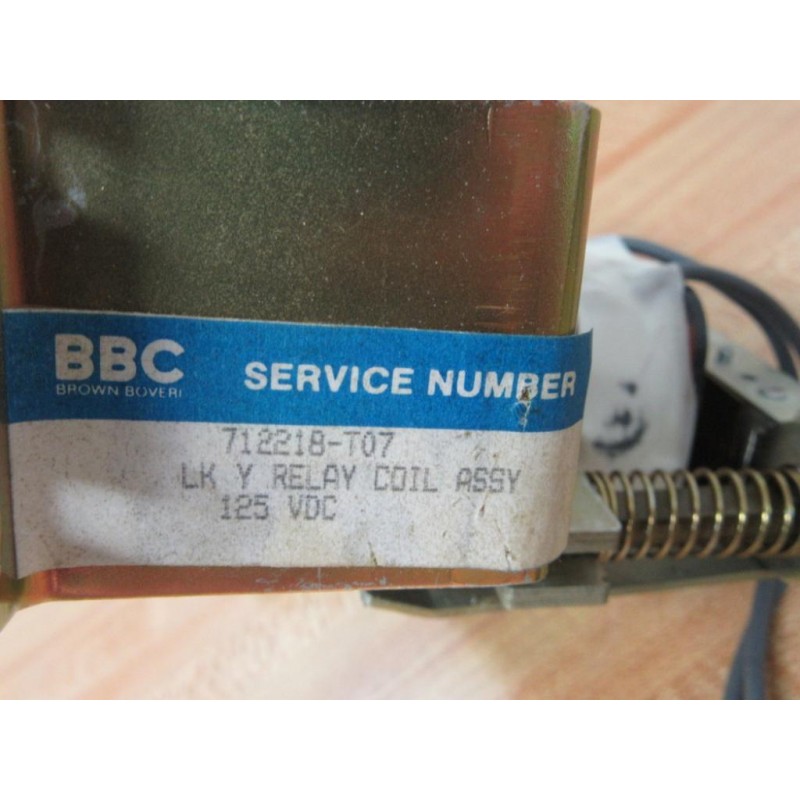 BBC
BROWN BOVERI
SERVICE NUMBER
712218-T07
LK Y RELAY COIL ASSY
125 VDC